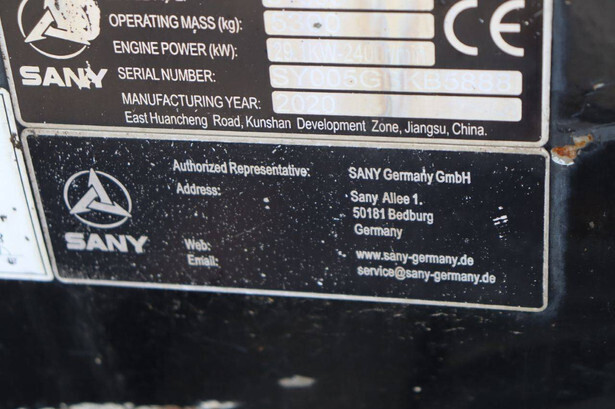 OPERATING MASS (kg):
ENGINE POWER (kW):
SANY
SERIAL NUMBER:
MANUFACTURING YEAR: 2020
East Huancheng Road, Kunshan Development Zone, Jiangsu, China.
CE
Authorized Representative: SANY Germany GmbH
Address: Sany Allee 1.
50181 Bedburg
Germany
SANY
Web: www.sany-germany.de
Email: service@sany-germany.de